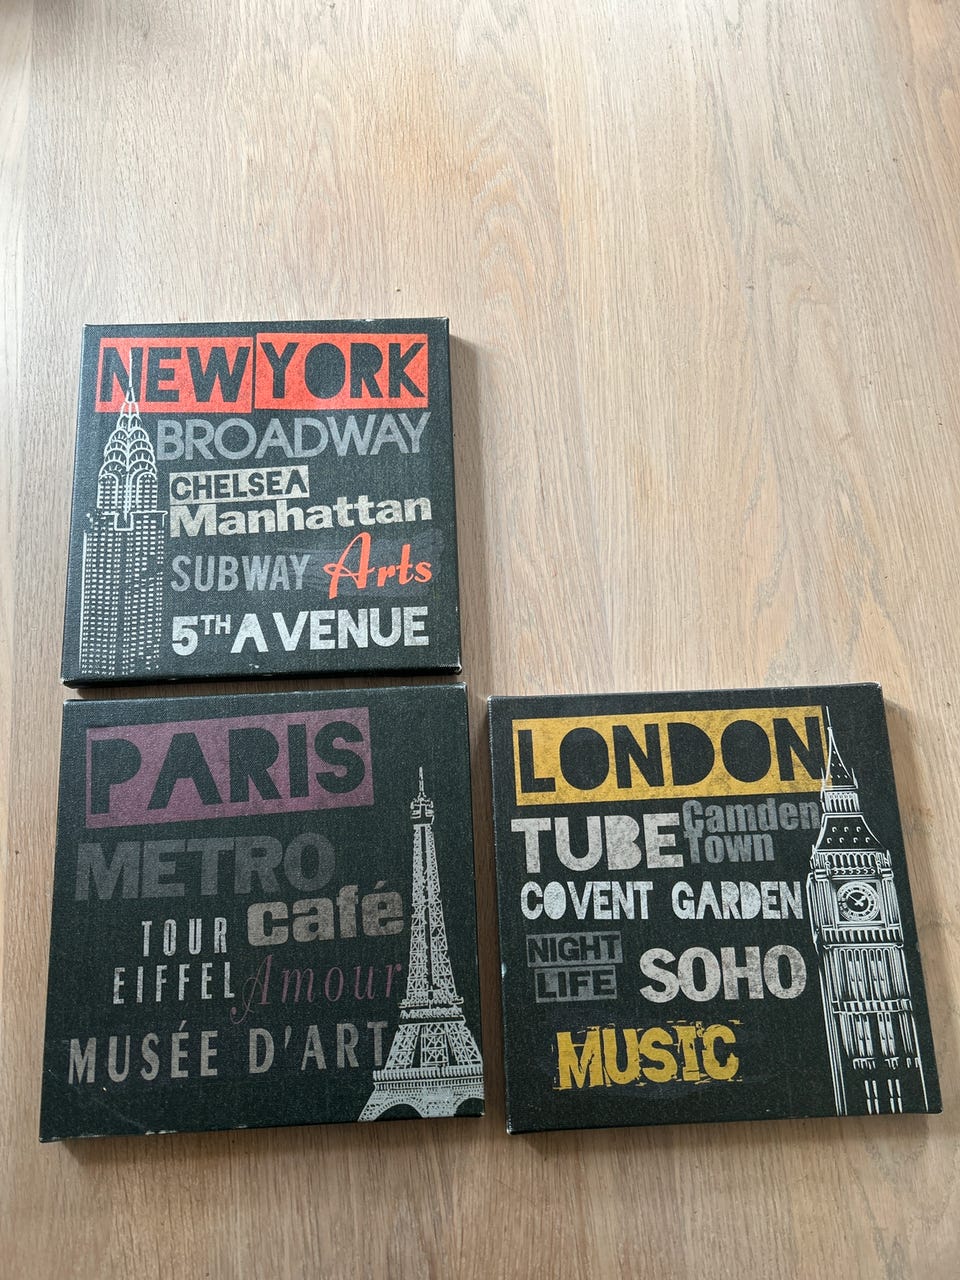 NEW YORK
BROADWAY
CHELSEA
Manhattan
SUBWAY Arts
5TH AVENUE
PARIS
METRO
café
TOUR
EIFFEL
Amour
MUSÉE D'ART
LONDON
TUBE
Camden
Town
COVENT GARDEN
NIGHT
LIFE
SOHO
MUSIC